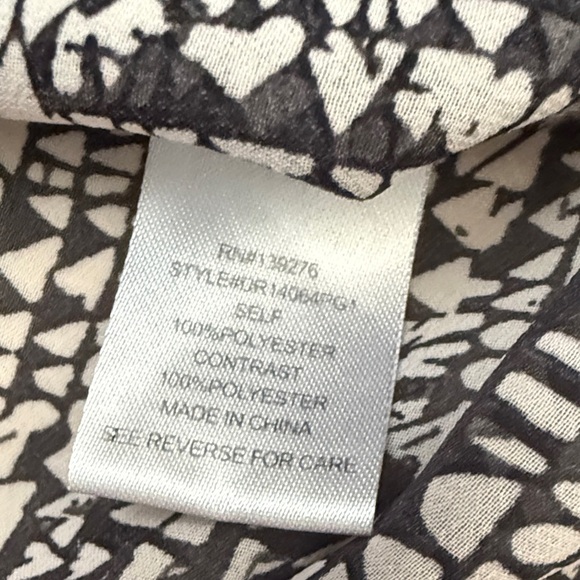 RN#139276
STYLE#DR14064PG1
SELF
100%POLYESTER
CONTRAST
100%POLYESTER
MADE IN CHINA
SEE REVERSE FOR CARE